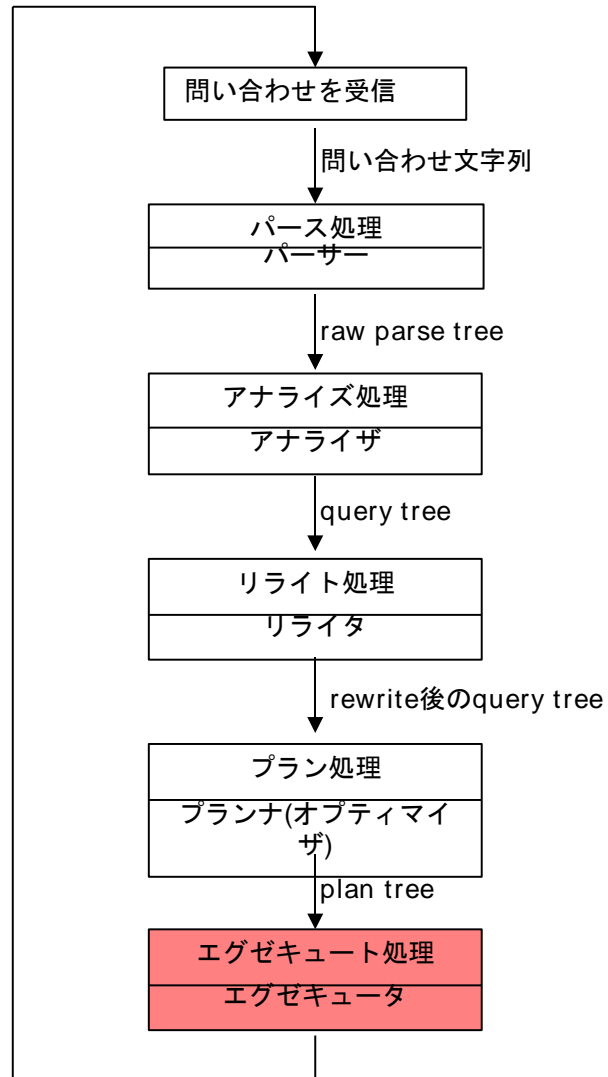 問い合わせを受信
問い合わせ文字列
パース処理
パーサー
raw parse tree
アナライズ処理
アナライザ
query tree
リライト処理
リライタ
rewrite後のquery tree
プラン処理
プランナ(オプティマイ
ザ)
plan tree
エグゼキュート処理
エグゼキュータ